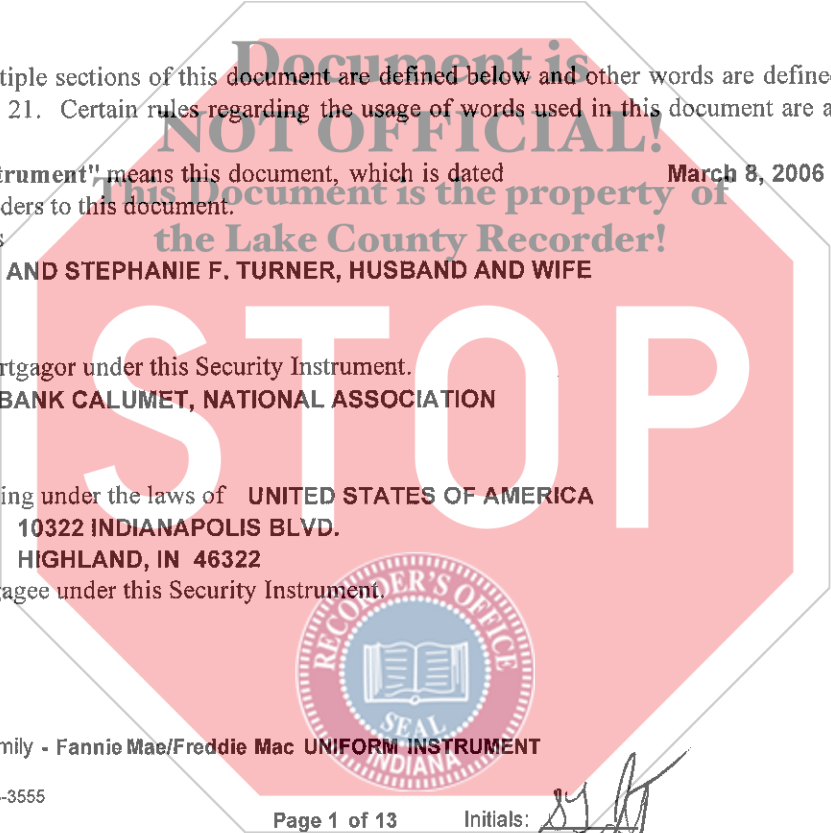 Document is
tiple sections of this document are defined below and other words are define
NOT OFFICIAL!
21. Certain rules regarding the usage of words used in this document are a
trument" means this document, which is dated March 8, 2006
This Document is the property of
ders to this document.
the Lake County Recorder!
s
AND STEPHANIE F. TURNER, HUSBAND AND WIFE
STOP
rtgagor under this Security Instrument.
BANK CALUMET, NATIONAL ASSOCIATION
ing under the laws of UNITED STATES OF AMERICA
10322 INDIANAPOLIS BLVD.
HIGHLAND, IN 46322
gagee under this Security Instrument.
RECORDER'S OFFICE
SEAL
INDIANA
mily - Fannie Mae/Freddie Mac UNIFORM INSTRUMENT
-3555
Page 1 of 13 Initials: